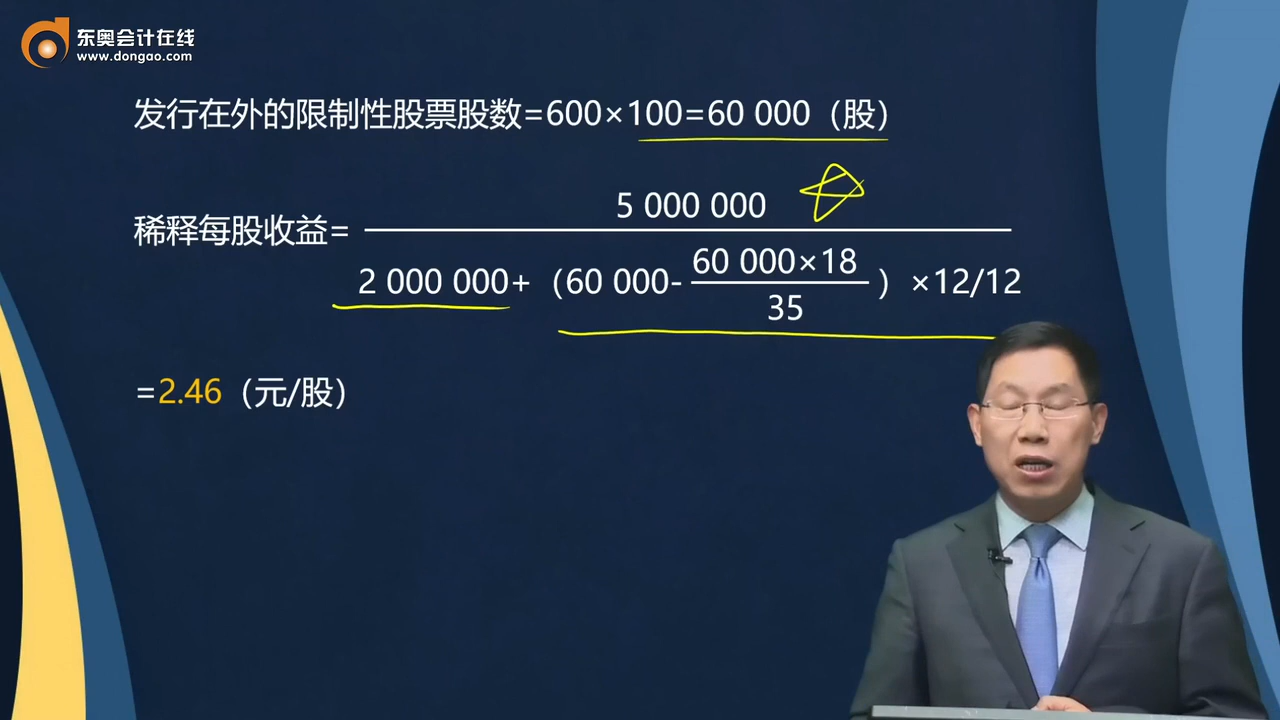 东奥会计在线
www.dongao.com
发行在外的限制性股票股数=600×100=60 000（股）
稀释每股收益=
5 000 000
2 000 000+（60 000-60 000×18/35）×12/12
=2.46（元/股）